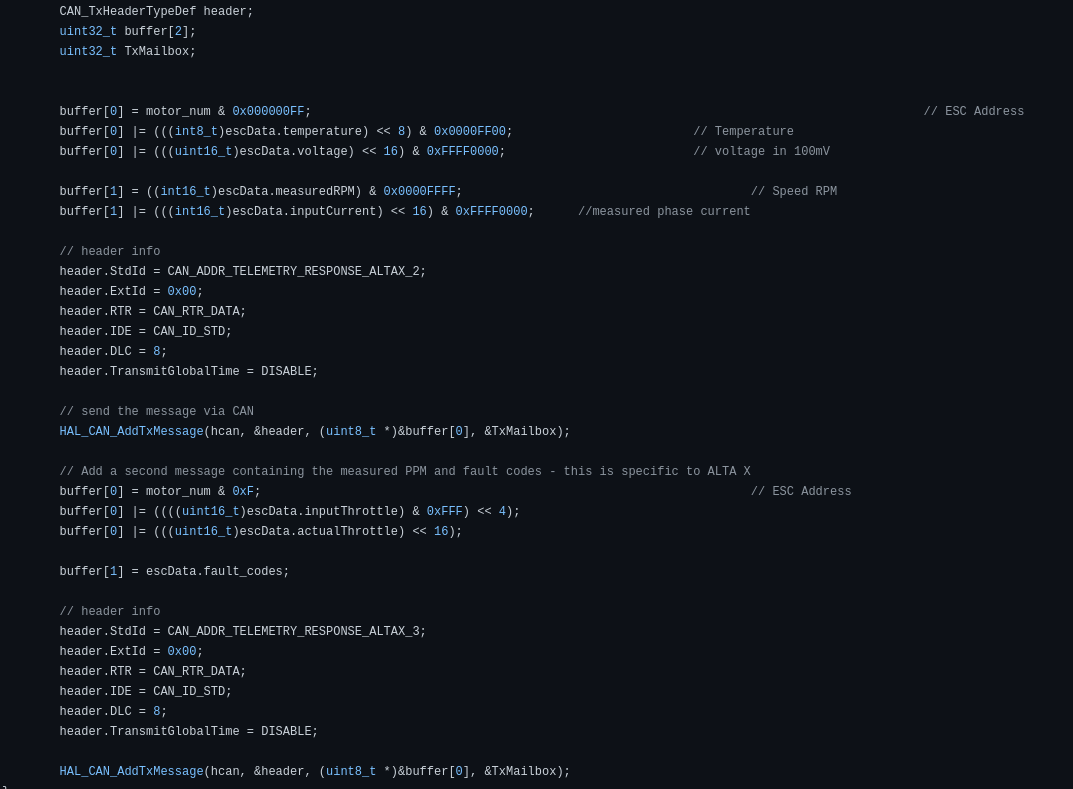 CAN_TxHeaderTypeDef header;
uint32_t buffer[2];
uint32_t TxMailbox;
buffer[0] = motor_num & 0x000000FF; // ESC Address
buffer[0] |= (((int8_t)escData.temperature) << 8) & 0x0000FF00; // Temperature
buffer[0] |= (((uint16_t)escData.voltage) << 16) & 0xFFFF0000; // voltage in 100mV
buffer[1] = ((int16_t)escData.measuredRPM) & 0x0000FFFF; // Speed RPM
buffer[1] |= (((int16_t)escData.inputCurrent) << 16) & 0xFFFF0000; //measured phase current
// header info
header.StdId = CAN_ADDR_TELEMETRY_RESPONSE_ALTAX_2;
header.ExtId = 0x00;
header.RTR = CAN_RTR_DATA;
header.IDE = CAN_ID_STD;
header.DLC = 8;
header.TransmitGlobalTime = DISABLE;
// send the message via CAN
HAL_CAN_AddTxMessage(hcan, &header, (uint8_t *)&buffer[0], &TxMailbox);
// Add a second message containing the measured PPM and fault codes - this is specific to ALTA X
buffer[0] = motor_num & 0xF; // ESC Address
buffer[0] |= ((((uint16_t)escData.inputThrottle) & 0xFFF) << 4);
buffer[0] |= (((uint16_t)escData.actualThrottle) << 16);
buffer[1] = escData.fault_codes;
// header info
header.StdId = CAN_ADDR_TELEMETRY_RESPONSE_ALTAX_3;
header.ExtId = 0x00;
header.RTR = CAN_RTR_DATA;
header.IDE = CAN_ID_STD;
header.DLC = 8;
header.TransmitGlobalTime = DISABLE;
HAL_CAN_AddTxMessage(hcan, &header, (uint8_t *)&buffer[0], &TxMailbox);